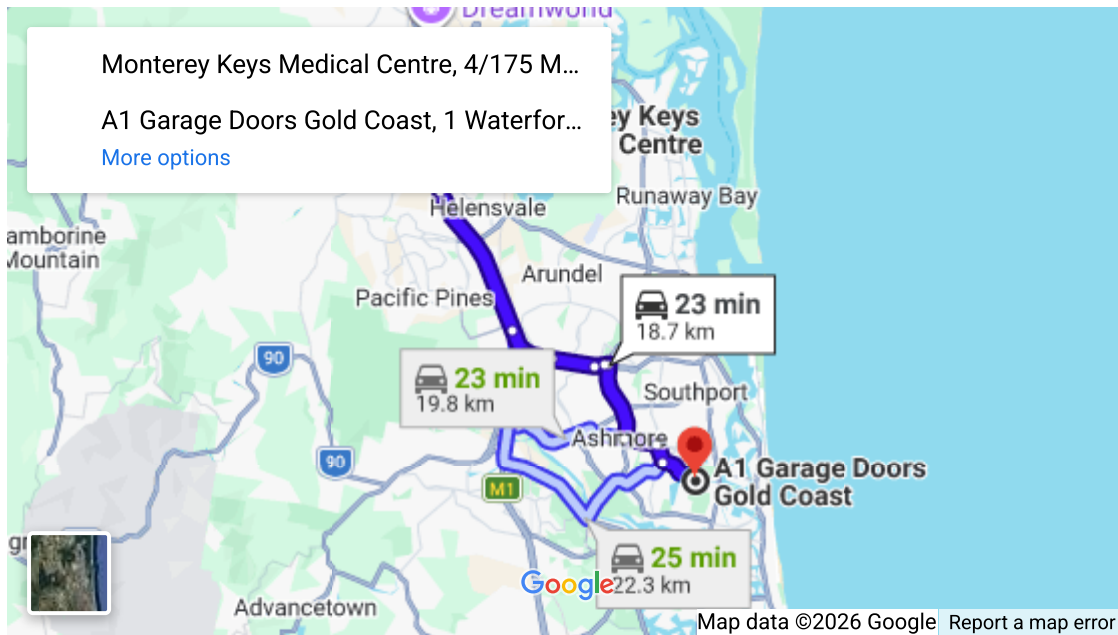 Dreamworld
Monterey Keys Medical Centre, 4/175 M...
A1 Garage Doors Gold Coast, 1 Waterfor...
More options
ey Keys
Centre
Helensvale
Runaway Bay
amborine
Mountain
Arundel
Pacific Pines
23 min
18.7 km
90
23 min
19.8 km
Southport
Ashmore
90
A1 Garage Doors
Gold Coast
M1
gr
25 min
22.3 km
Google
Advancetown
Map data ©2026 Google
Report a map error